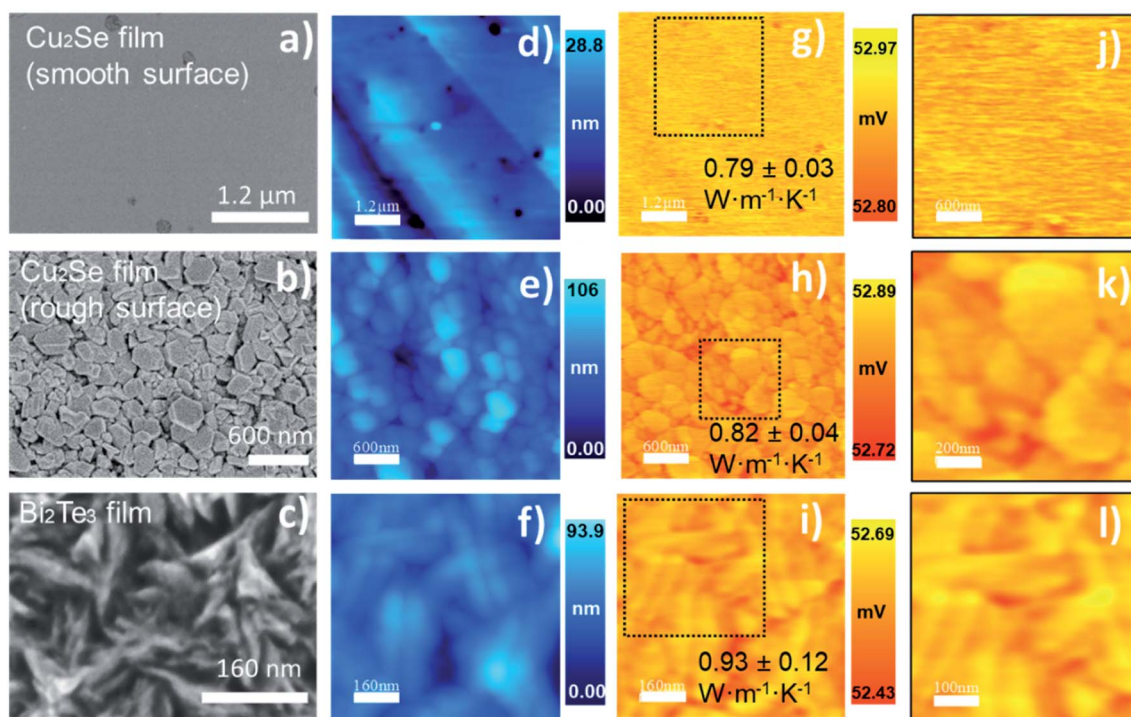 Cu₂Se film
(smooth surface)
a)
1.2 µm
d)
1.2µm
28.8
nm
0.00
g)
0.79 ± 0.03
W·m⁻¹·K⁻¹
1.2µm
52.97
mV
52.80
j)
600nm
Cu₂Se film
(rough surface)
b)
600 nm
e)
600nm
106
nm
0.00
h)
0.82 ± 0.04
W·m⁻¹·K⁻¹
600nm
52.89
mV
52.72
k)
200nm
Bi₂Te₃ film
c)
160 nm
f)
160nm
93.9
nm
0.00
i)
0.93 ± 0.12
W·m⁻¹·K⁻¹
160nm
52.69
mV
52.43
l)
100nm